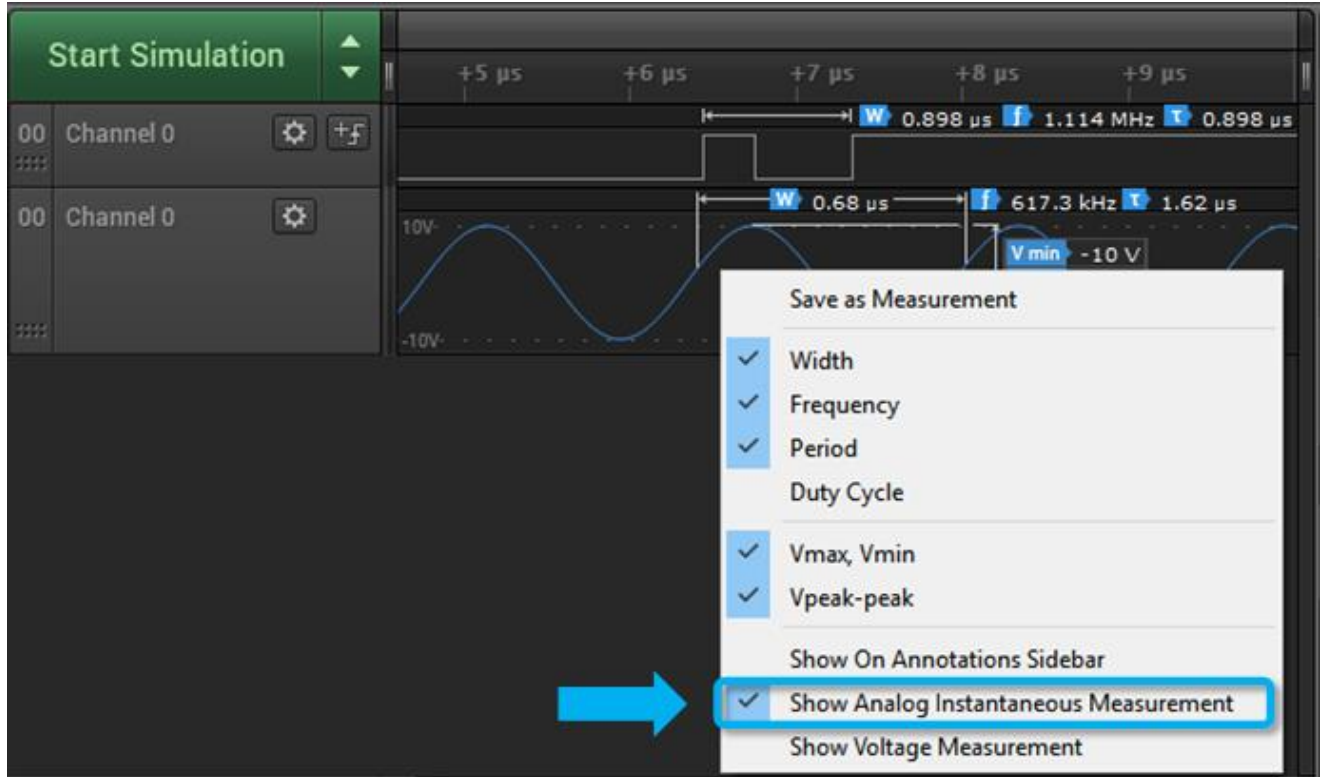 Start Simulation
+5 µs +6 µs +7 µs +8 µs +9 µs
00 Channel 0 +f
W 0.898 µs f 1.114 MHz τ 0.898 µs
00 Channel 0
W 0.68 µs f 617.3 kHz τ 1.62 µs
10V
V min -10 V
-10V
Save as Measurement
Width
Frequency
Period
Duty Cycle
Vmax, Vmin
Vpeak-peak
Show On Annotations Sidebar
Show Analog Instantaneous Measurement
Show Voltage Measurement